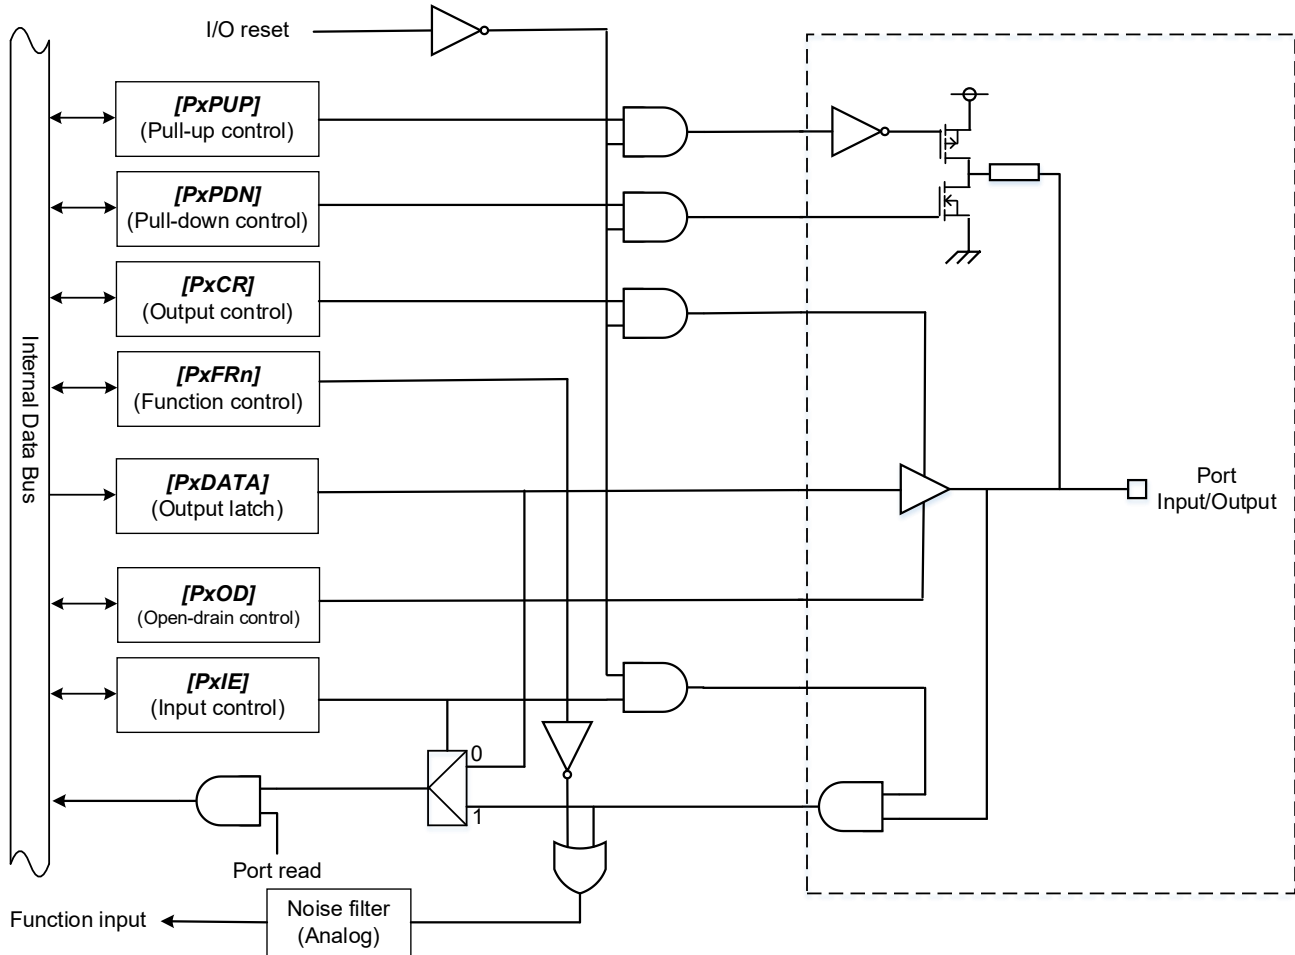 I/O reset
[PxPUP]
(Pull-up control)
[PxPDN]
(Pull-down control)
[PxCR]
(Output control)
[PxFRn]
(Function control)
Internal Data Bus
[PxDATA]
(Output latch)
Port
Input/Output
[PxOD]
(Open-drain control)
[PxIE]
(Input control)
0
1
Port read
Noise filter
(Analog)
Function input